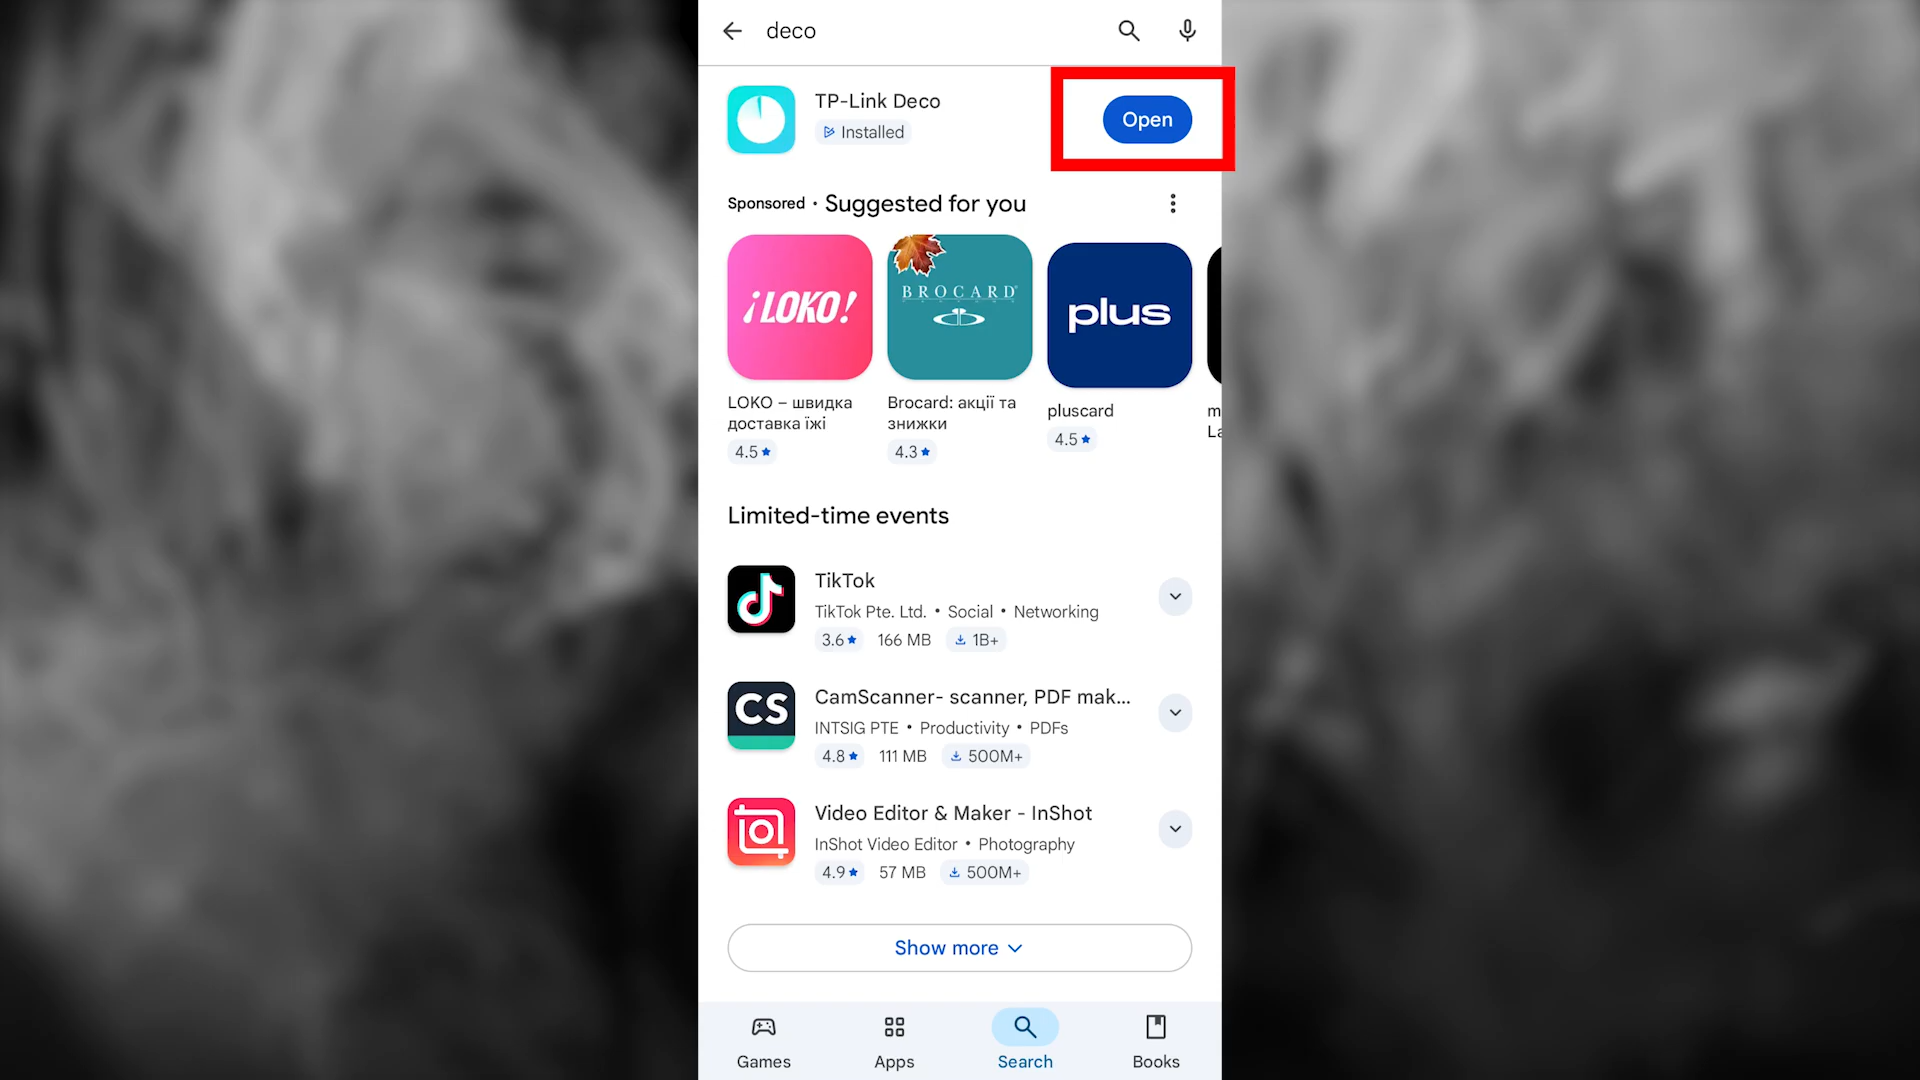 deco
TP-Link Deco
Installed
Open
Sponsored • Suggested for you
¡LOKO!
BROCARD
plus
LOKO – швидка
доставка їжі
4.5
Brocard: акції та
знижки
4.3
pluscard
4.5
m
La
Limited-time events
TikTok
TikTok Pte. Ltd. • Social • Networking
3.6 166 MB 1B+
CS
CamScanner- scanner, PDF mak...
INTSIG PTE • Productivity • PDFs
4.8 111 MB 500M+
Video Editor & Maker - InShot
InShot Video Editor • Photography
4.9 57 MB 500M+
Show more
Games Apps Search Books